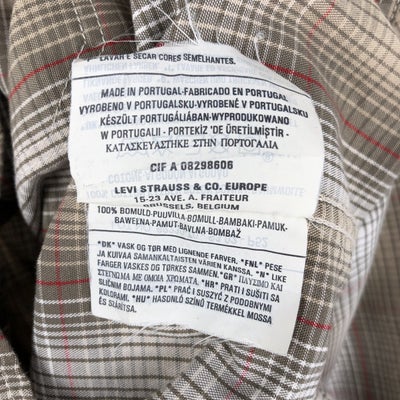 LAVAR E SECAR CORES SEMELHANTES.
MADE IN PORTUGAL-FABRICADO EN PORTUGAL
VYROBENO V PORTUGALSKU-VYROBENÉ V PORTUGALSKU
KÉSZÜLT PORTUGÁLIÁBAN-WYPRODUKOWANO
W PORTUGALII - PORTEKİZ 'DE ÜRETİLMİŞTİR -
ΚΑΤΑΣΚΕΥΑΣΤΗΚΕ ΣΤΗΝ ΠΟΡΤΟΓΑΛΙΑ
CIF A 08298606
LEVI STRAUSS & CO. EUROPE
15-23 AVE. A. FRAITEUR
BRUSSELS, BELGIUM
100% BOMULD-PUUVILLA-BOMULL-BAMBAKI-PAMUK-
BAWEŁNA-PAMUT-BAVLNA-BOMBAŽ
*DK* VASK OG TØR MED LIGNENDE FARVER. *FNL* PESE
JA KUIVAA SAMANKALTAISTEN VÄRIEN KANSSA. *N* LIKE
FARGER VASKES OG TØRKES SAMMEN. *GR* ΠΛΥΣΙΜΟ ΚΑΙ
ΣΤΕΓΝΩΜΑ ΜΕ ΟΜΟΙΑ ΧΡΩΜΑΤΑ. *HR* PRATI I SUŠITI SA
SLIČNIM BOJAMA. *PL* PRAĆ I SUSZYĆ Z PODOBNYMI
KOLORAMI. *HU* HASONLÓ SZÍNŰ TERMÉKKEL MOSSA
ÉS SZÁRÍTSA.